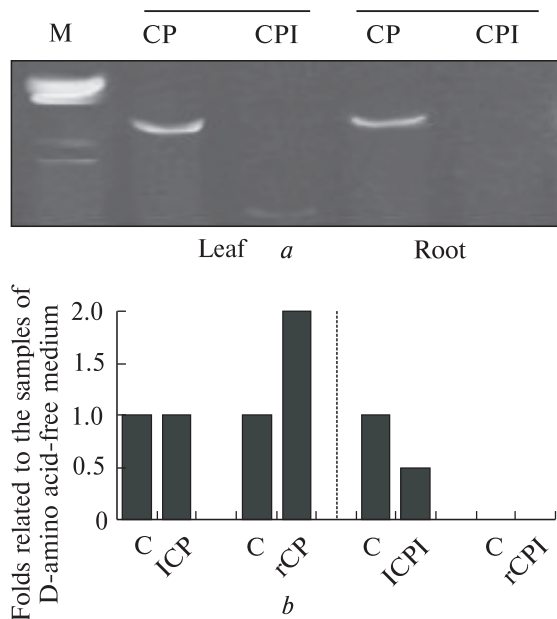 M CP CPI CP CPI
Leaf a Root
Folds related to the samples of
D-amino acid-free medium
2.0
1.5
1.0
0.5
0
C lCP C rCP C lCPI C rCPI
b